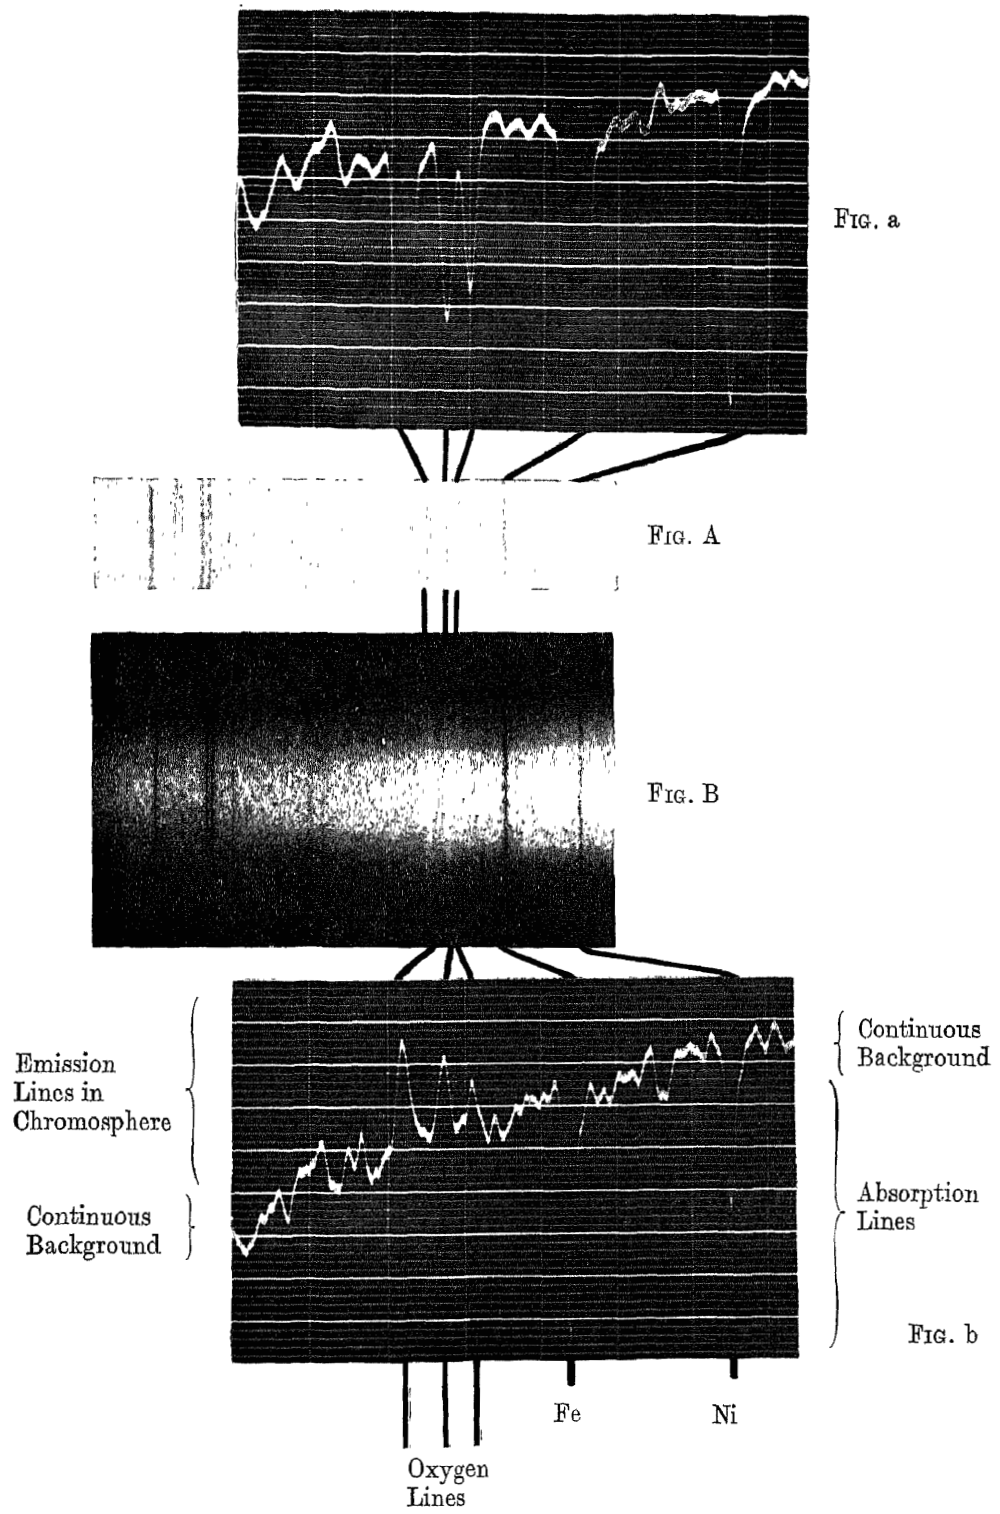 FIG. a
FIG. A
FIG. B
Emission
Lines in
Chromosphere
Continuous
Background
Continuous
Background
Absorption
Lines
FIG. b
Fe
Ni
Oxygen
Lines